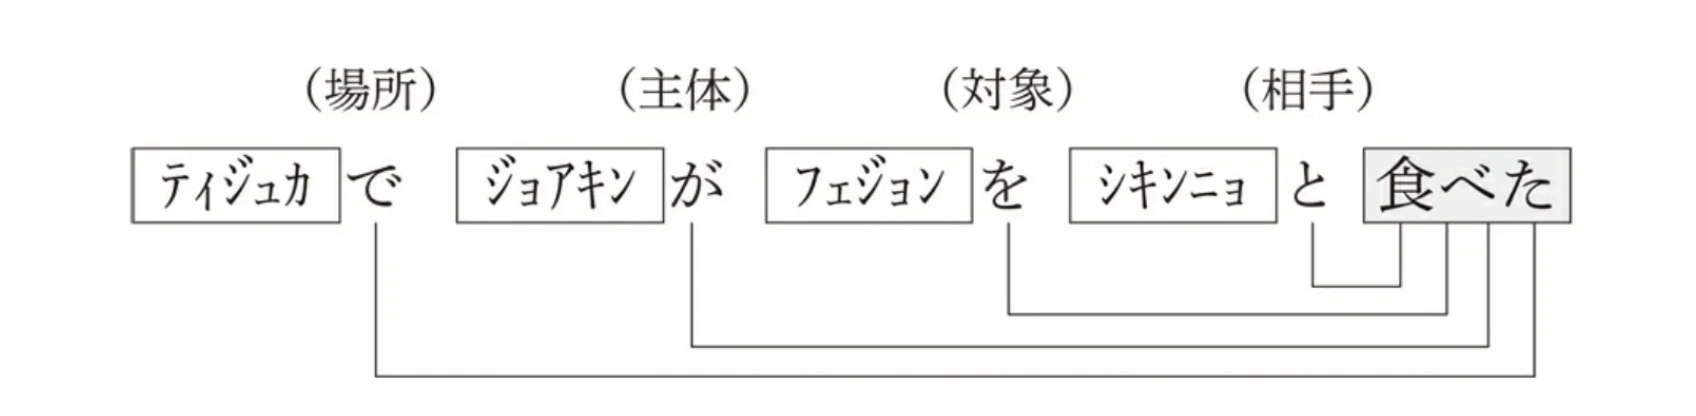 （場所） （主体） （対象） （相手）
ティジュカ で ジョアキン が フェジョン を シキンニョ と 食べた